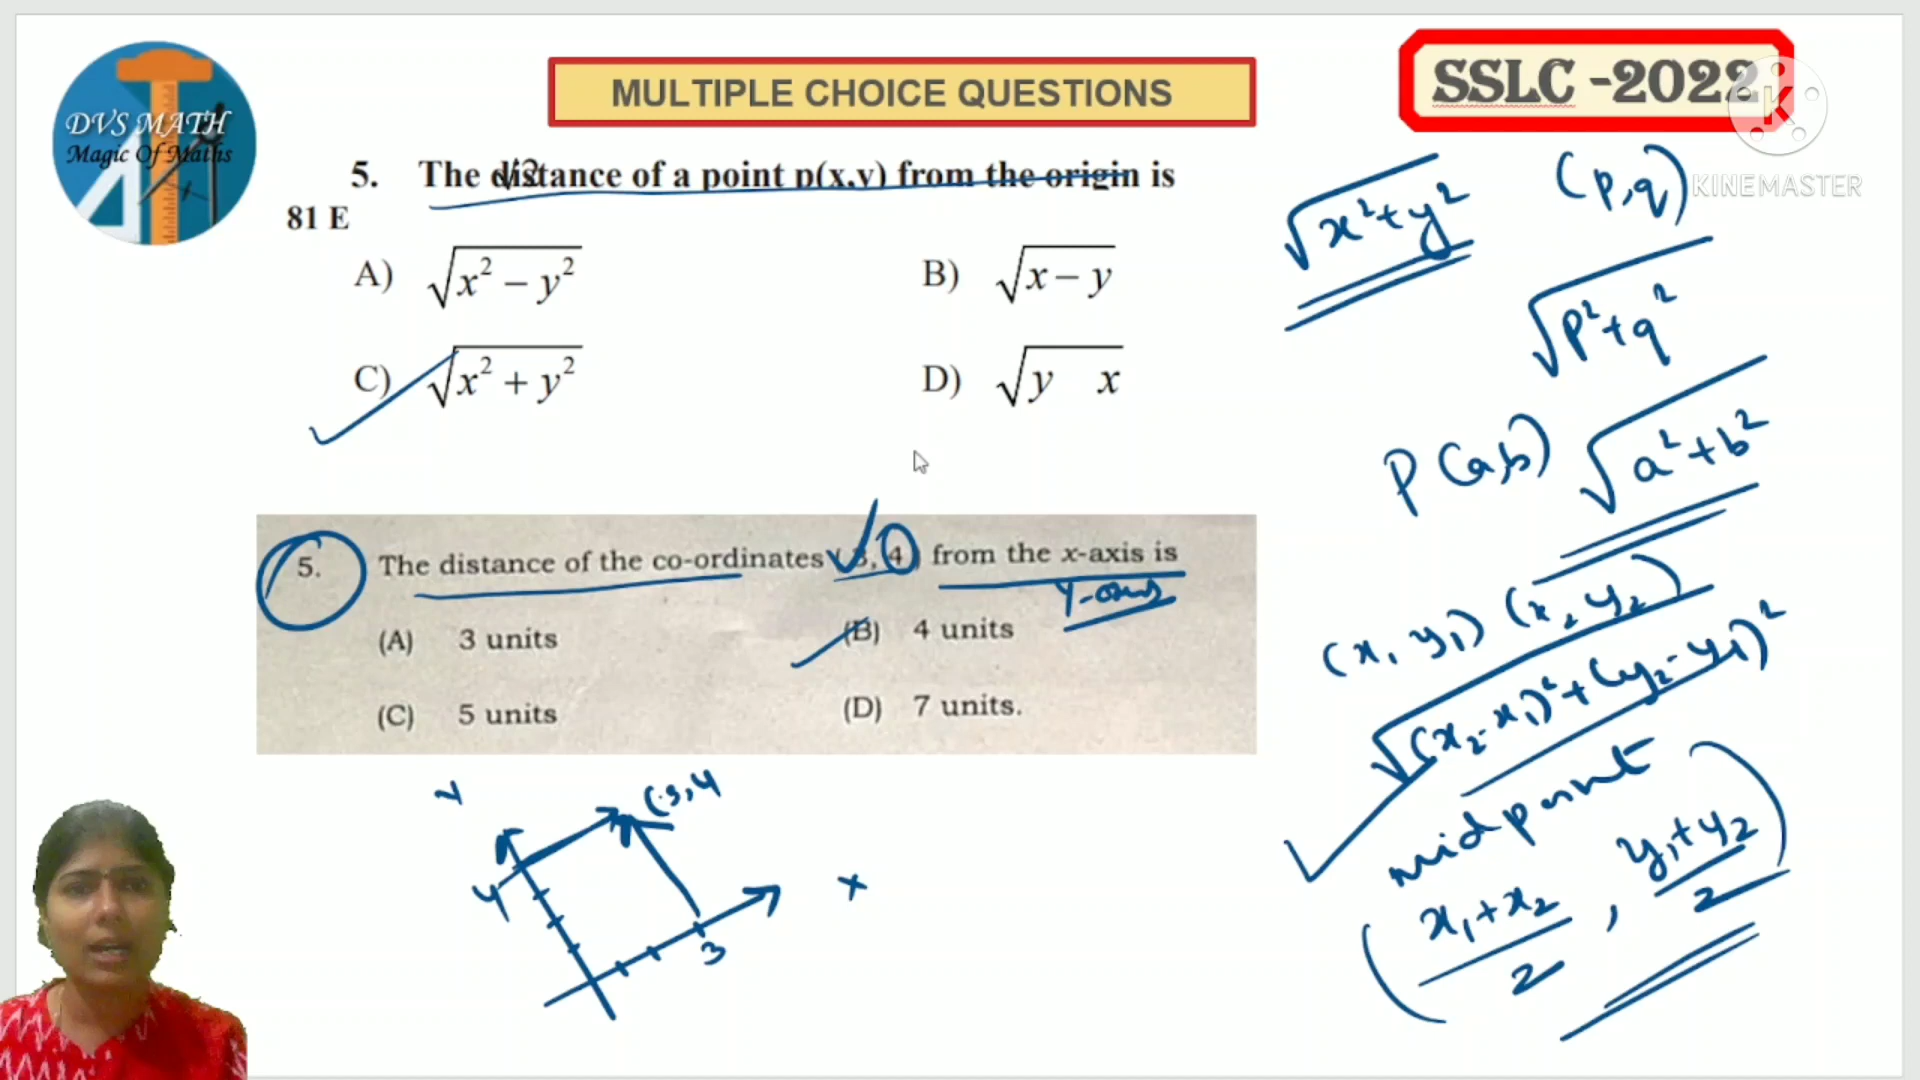 DVS MATH
Magic Of Maths
MULTIPLE CHOICE QUESTIONS
SSLC -2022
KINEMASTER
5. The distance of a point p(x,y) from the origin is
81 E
A) √(x² − y²)
B) √(x − y)
C) √(x² + y²)
D) √(y x)
5. The distance of the co-ordinates (3, 4) from the x-axis is
Y-axis
(A) 3 units
(B) 4 units
(C) 5 units
(D) 7 units.
(3,4
Y
4
X
3
√(x²+y²)
(p,q)
√(p²+q²)
P(a,b) √(a²+b²)
(x₁ y₁) (x₂ y₂)
√((x₂-x₁)²+(y₂-y₁)²
midpoint
(x₁+x₂/2, y₁+y₂/2)